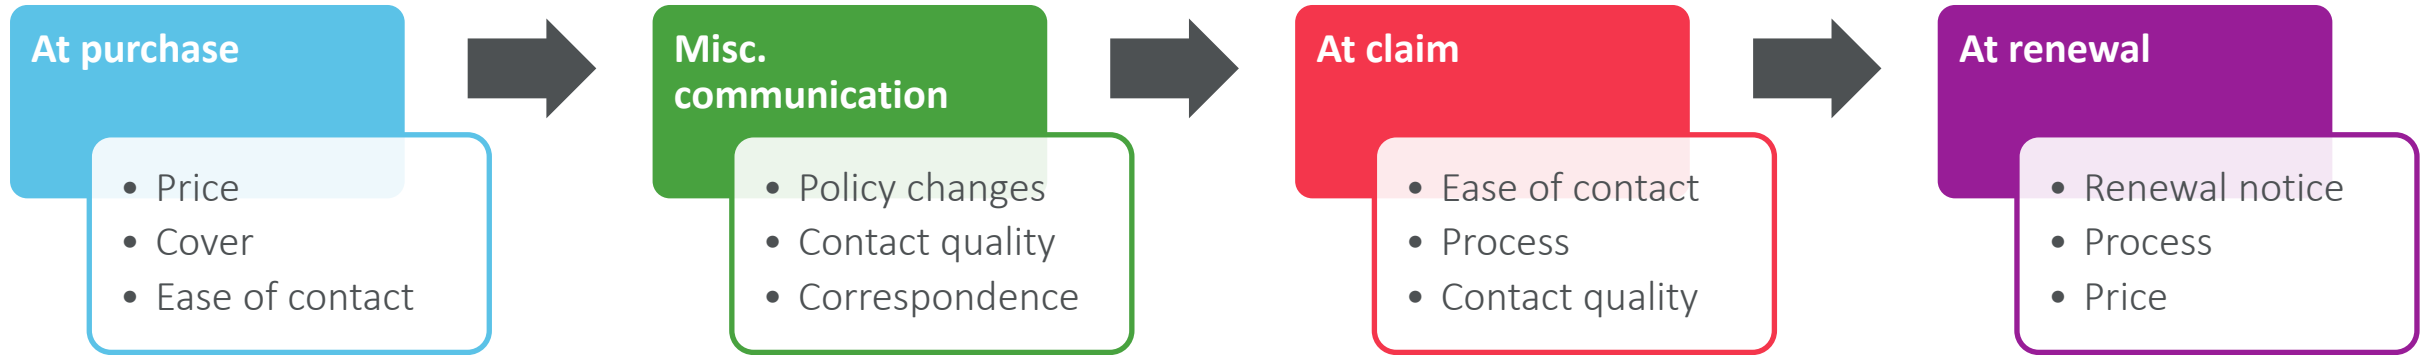 At purchase
• Price
• Cover
• Ease of contact
Misc.
communication
• Policy changes
• Contact quality
• Correspondence
At claim
• Ease of contact
• Process
• Contact quality
At renewal
• Renewal notice
• Process
• Price